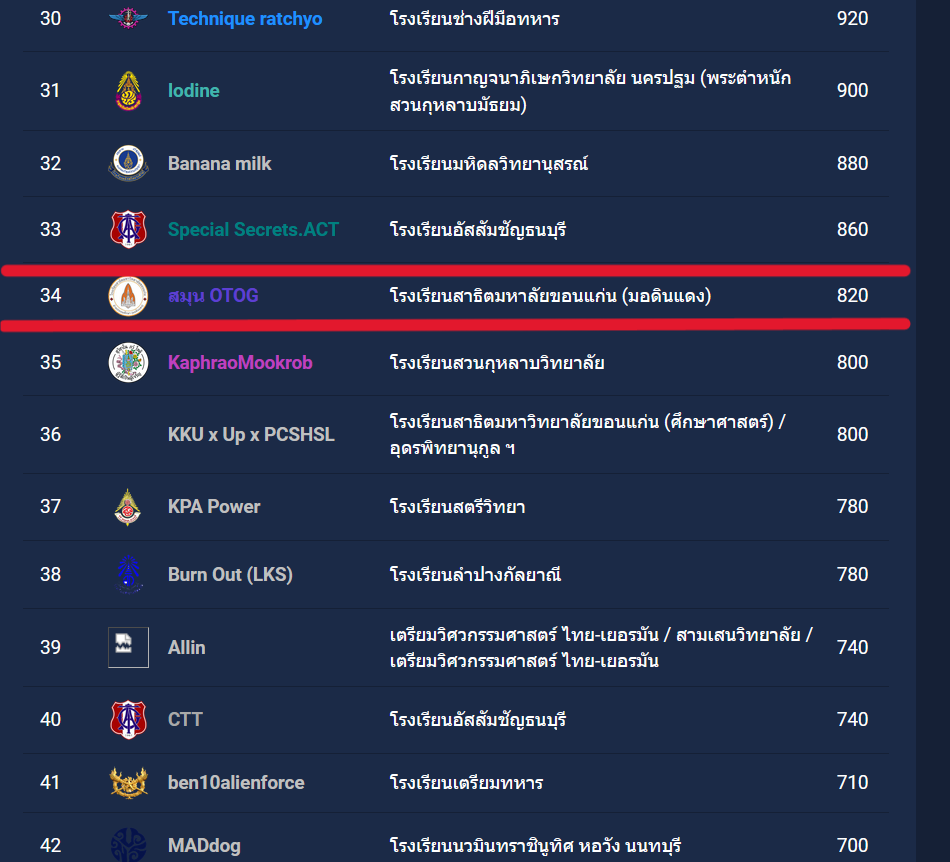 30 Technique ratchyo โรงเรียนช่างฝีมือทหาร 920
31 Iodine โรงเรียนกาญจนาภิเษกวิทยาลัย นครปฐม (พระตำหนัก
สวนกุหลาบมัธยม) 900
32 Banana milk โรงเรียนมหิดลวิทยานุสรณ์ 880
33 Special Secrets.ACT โรงเรียนอัสสัมชัญธนบุรี 860
34 สมุน OTOG โรงเรียนสาธิตมหาลัยขอนแก่น (มอดินแดง) 820
35 KaphraoMookrob โรงเรียนสวนกุหลาบวิทยาลัย 800
36 KKU x Up x PCSHSL โรงเรียนสาธิตมหาวิทยาลัยขอนแก่น (ศึกษาศาสตร์) /
อุดรพิทยานุกูล ฯ 800
37 KPA Power โรงเรียนสตรีวิทยา 780
38 Burn Out (LKS) โรงเรียนลำปางกัลยาณี 780
39 Allin เตรียมวิศวกรรมศาสตร์ ไทย-เยอรมัน / สามเสนวิทยาลัย /
เตรียมวิศวกรรมศาสตร์ ไทย-เยอรมัน 740
40 CTT โรงเรียนอัสสัมชัญธนบุรี 740
41 ben10alienforce โรงเรียนเตรียมทหาร 710
42 MADdog โรงเรียนนวมินทราชินูทิศ หอวัง นนทบุรี 700